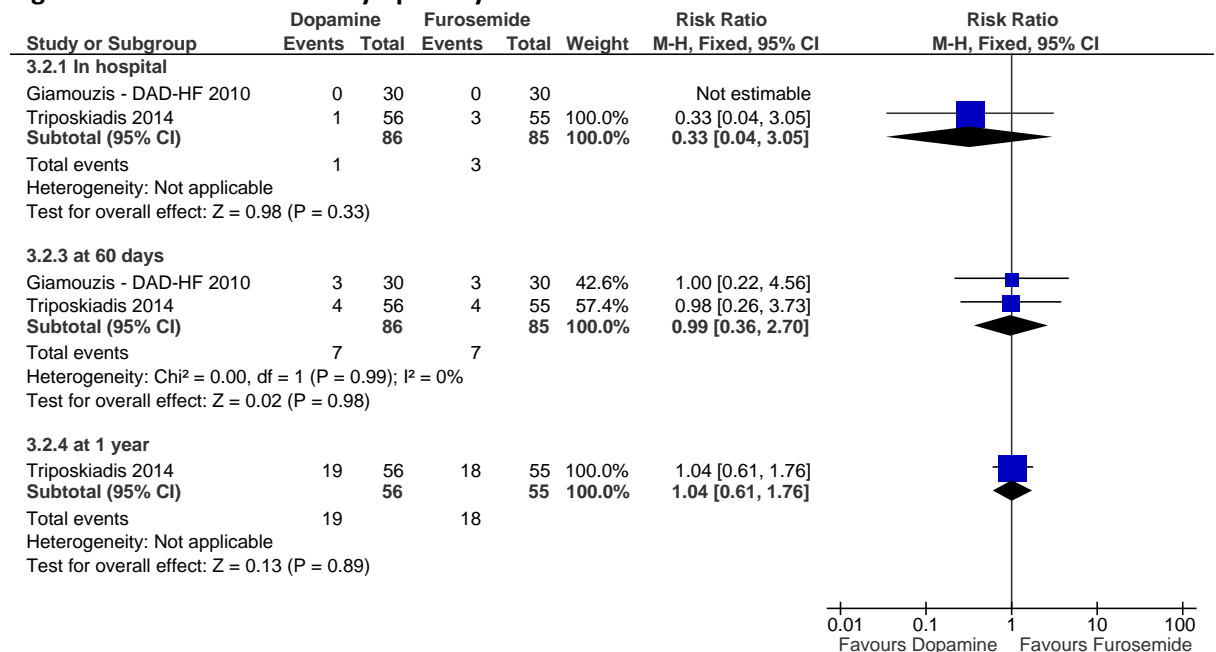 Dopamine Furosemide Risk Ratio Risk Ratio
Study or Subgroup Events Total Events Total Weight M-H, Fixed, 95% CI M-H, Fixed, 95% CI
3.2.1 In hospital
Giamouzis - DAD-HF 2010 0 30 0 30 Not estimable
Triposkiadis 2014 1 56 3 55 100.0% 0.33 [0.04, 3.05]
Subtotal (95% CI) 86 85 100.0% 0.33 [0.04, 3.05]
Total events 1 3
Heterogeneity: Not applicable
Test for overall effect: Z = 0.98 (P = 0.33)
3.2.3 at 60 days
Giamouzis - DAD-HF 2010 3 30 3 30 42.6% 1.00 [0.22, 4.56]
Triposkiadis 2014 4 56 4 55 57.4% 0.98 [0.26, 3.73]
Subtotal (95% CI) 86 85 100.0% 0.99 [0.36, 2.70]
Total events 7 7
Heterogeneity: Chi² = 0.00, df = 1 (P = 0.99); I² = 0%
Test for overall effect: Z = 0.02 (P = 0.98)
3.2.4 at 1 year
Triposkiadis 2014 19 56 18 55 100.0% 1.04 [0.61, 1.76]
Subtotal (95% CI) 56 55 100.0% 1.04 [0.61, 1.76]
Total events 19 18
Heterogeneity: Not applicable
Test for overall effect: Z = 0.13 (P = 0.89)
0.01 0.1 1 10 100
Favours Dopamine Favours Furosemide